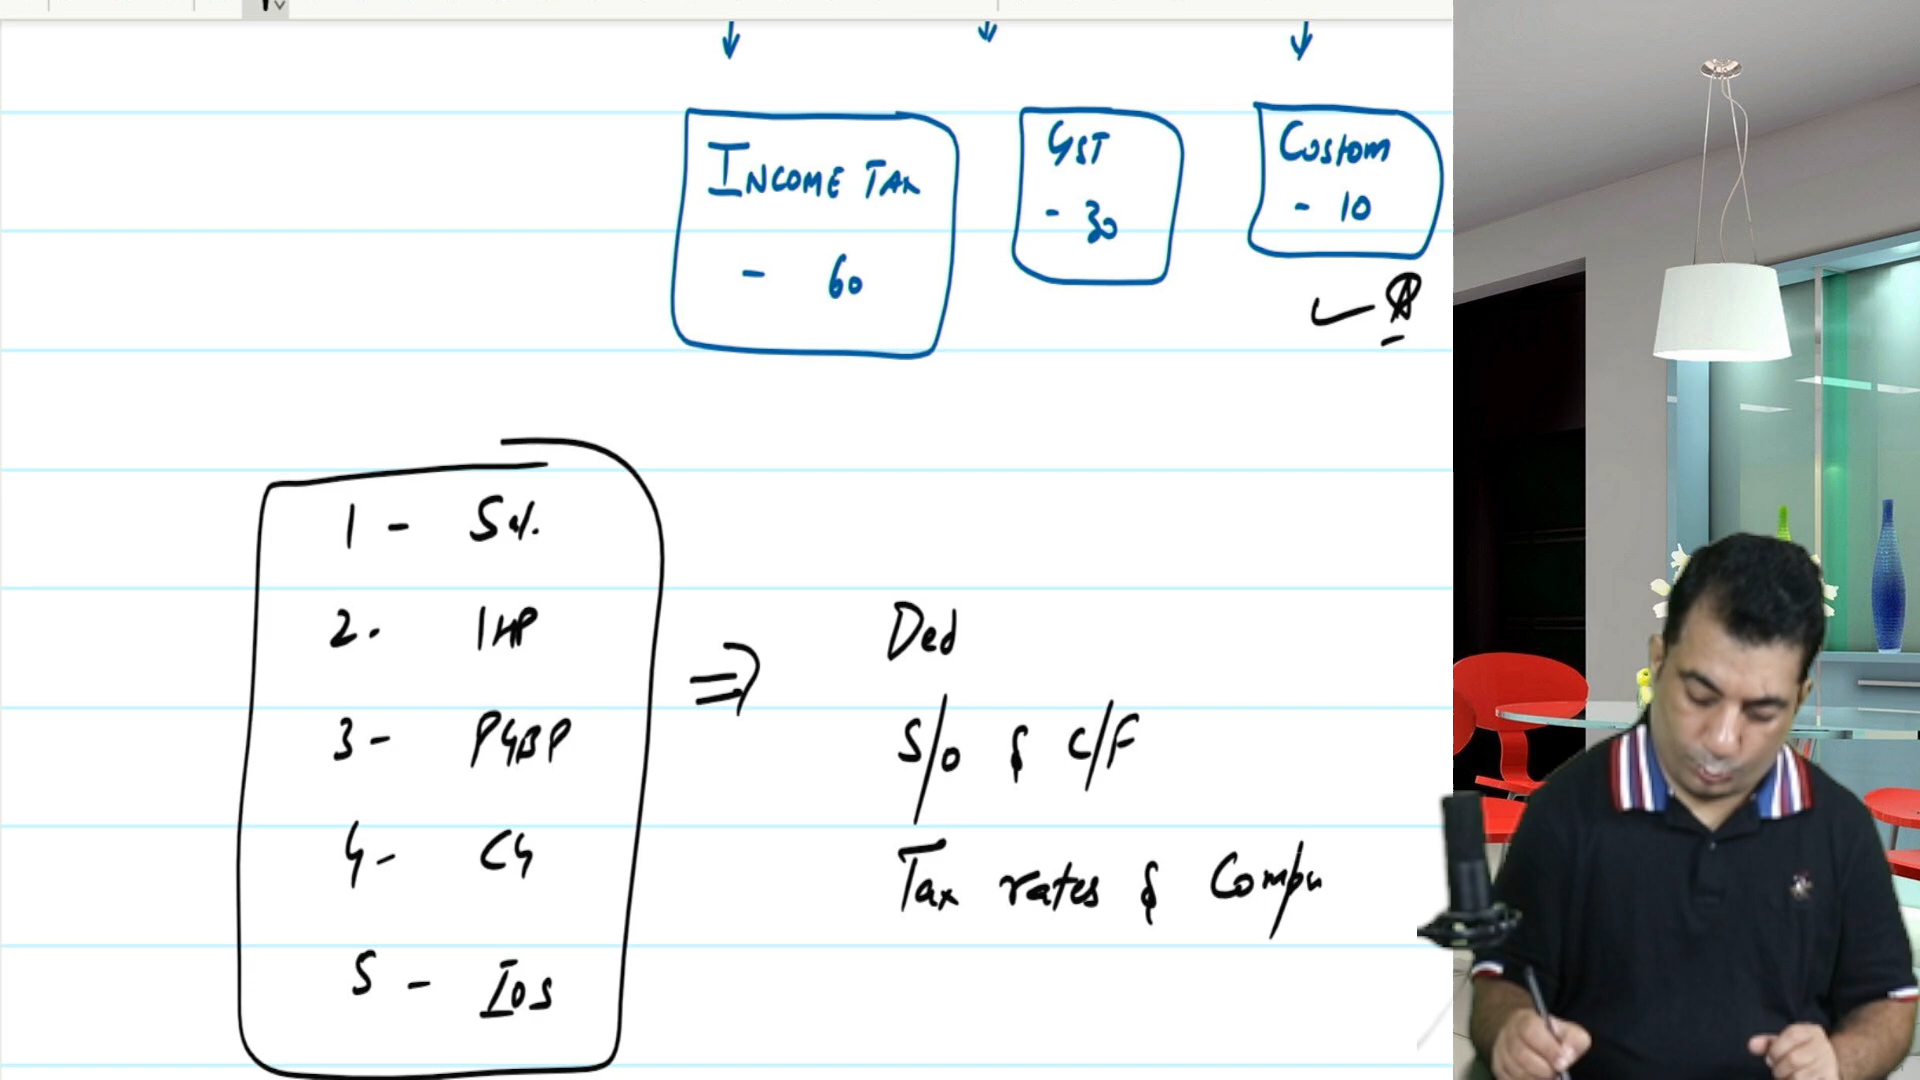 INCOME TAX
- 60
GST
- 30
Custom
- 10
1 - Sal.
2. IHP
3 - PGBP
4 - CG
5 - IOS
Ded
S/o & C/F
Tax rates & Compu